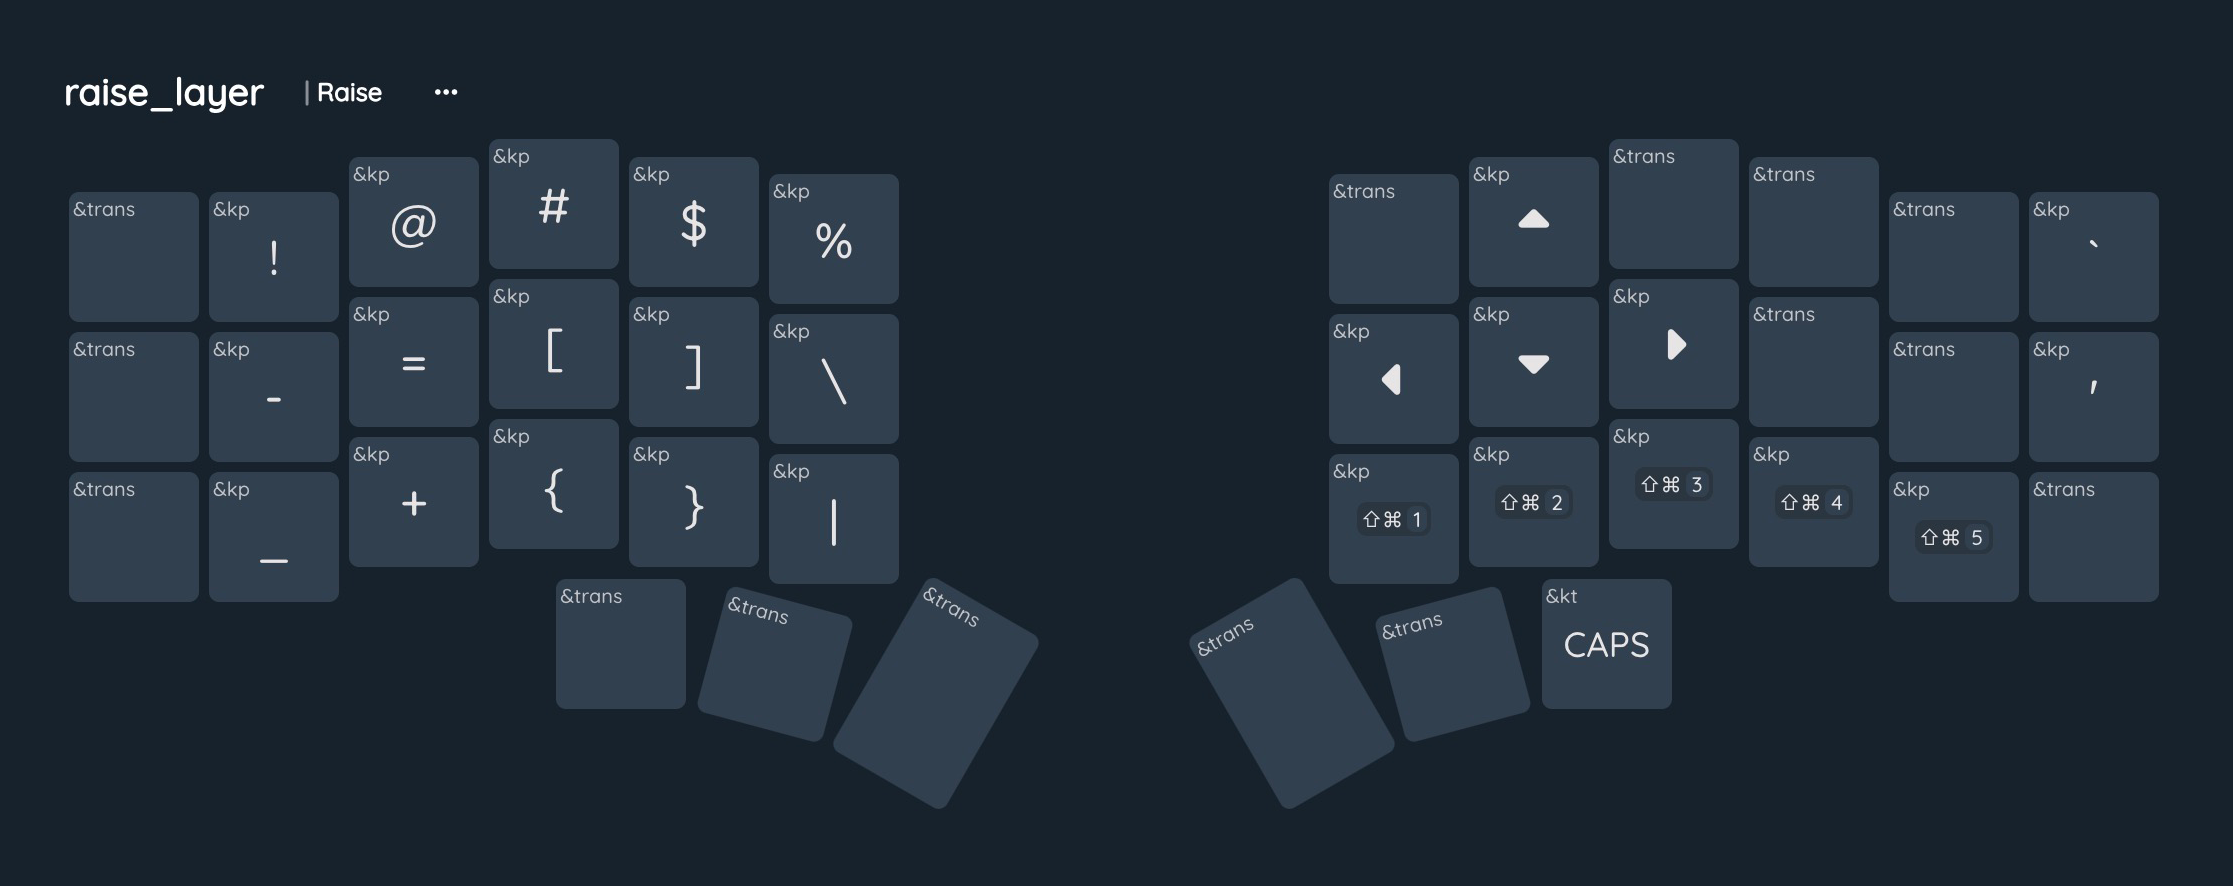 raise_layer | Raise ...
&trans &kp ! &kp @ &kp # &kp $ &kp % &trans &kp &trans &trans &trans &kp `
&trans &kp - &kp = &kp [ &kp ] &kp \ &kp &kp &kp &trans &trans &kp '
&trans &kp _ &kp + &kp { &kp } &kp | &kp ⇧⌘ 1 &kp ⇧⌘ 2 &kp ⇧⌘ 3 &kp ⇧⌘ 4 &kp ⇧⌘ 5 &trans
&trans &trans &trans &trans &trans &kt CAPS